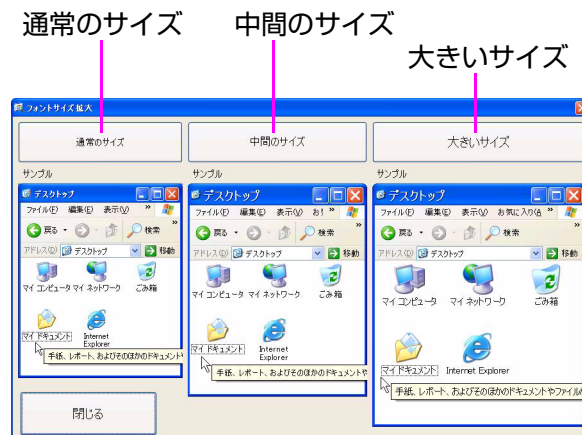 通常のサイズ
中間のサイズ
大きいサイズ
フォントサイズ拡大
通常のサイズ
中間のサイズ
大きいサイズ
サンプル
サンプル
サンプル
デスクトップ
ファイル(F) 編集(E) 表示(V) »
戻る 検索 »
アドレス(D) デスクトップ 移動
マイ コンピュータ マイ ネットワーク ごみ箱
マイ ドキュメント Internet Explorer
手紙、レポート、およびそのほかのドキュメントや
デスクトップ
ファイル(F) 編集(E) 表示(V) お! »
戻る 検索 »
アドレス(D) デスクトップ 移動
マイ コンピュータ マイ ネットワーク ごみ箱
マイ ドキュメント Internet Explorer
手紙、レポート、およびそのほかのドキュメントや
デスクトップ
ファイル(F) 編集(E) 表示(V) お気に入り(A »
戻る 検索 »
アドレス(D) デスクトップ 移動
マイ コンピュータ マイ ネットワーク ごみ箱
マイ ドキュメント Internet Explorer
手紙、レポート、およびそのほかのドキュメントやファイル
閉じる